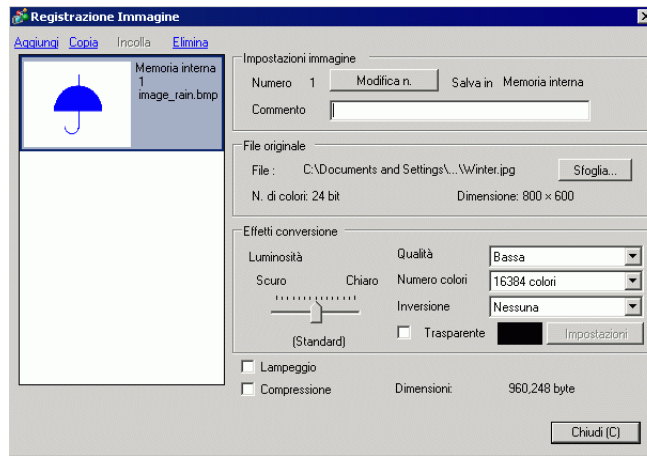 Registrazione Immagine
Aggiungi Copia Incolla Elimina
Memoria interna
1
image_rain.bmp
Impostazioni immagine
Numero 1 Modifica n. Salva in Memoria interna
Commento
File originale
File : C:\Documents and Settings\...\Winter.jpg Sfoglia...
N. di colori: 24 bit Dimensione: 800 × 600
Effetti conversione
Luminosità
Scuro Chiaro
(Standard)
Qualità Bassa
Numero colori 16384 colori
Inversione Nessuna
Trasparente Impostazioni
Lampeggio
Compressione Dimensioni: 960,248 byte
Chiudi (C)